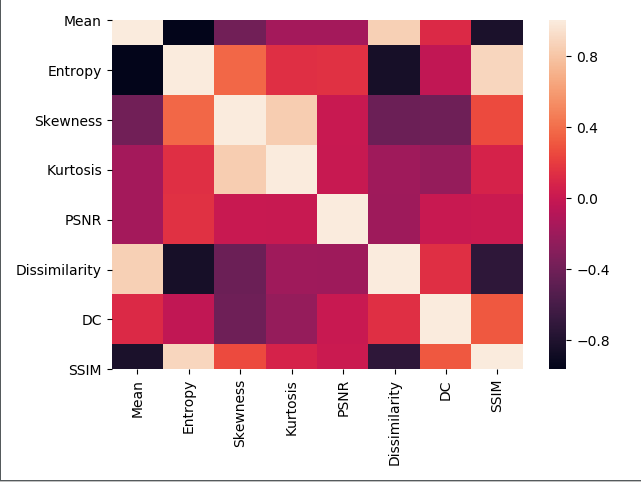 Mean
Entropy
Skewness
Kurtosis
PSNR
Dissimilarity
DC
SSIM
Mean
Entropy
Skewness
Kurtosis
PSNR
Dissimilarity
DC
SSIM
0.8
0.4
0.0
−0.4
−0.8